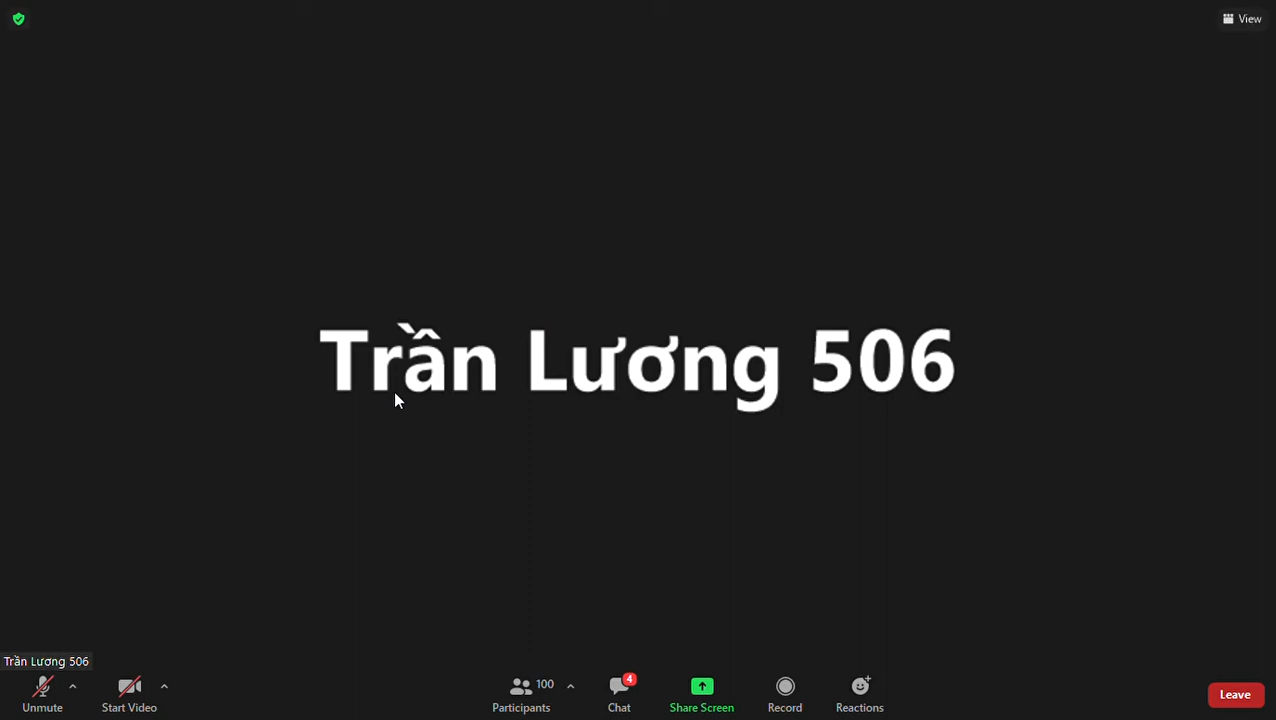 View
Trần Lương 506
Trần Lương 506
Unmute
Start Video
100
Participants
4
Chat
Share Screen
Record
Reactions
Leave